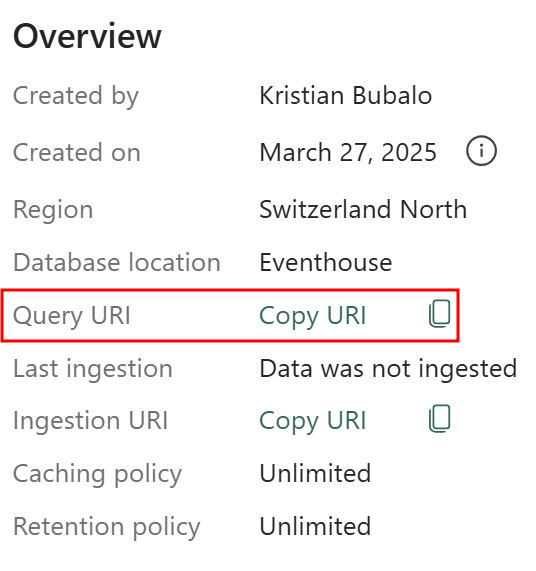 Overview
Created by Kristian Bubalo
Created on March 27, 2025
Region Switzerland North
Database location Eventhouse
Query URI Copy URI
Last ingestion Data was not ingested
Ingestion URI Copy URI
Caching policy Unlimited
Retention policy Unlimited